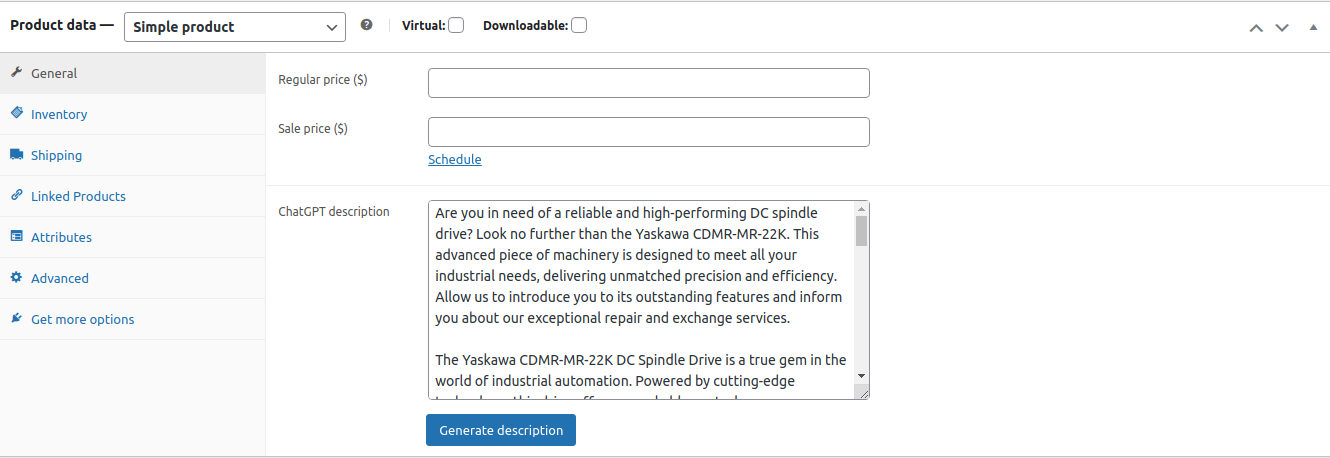 Product data — Simple product Virtual: Downloadable:
General
Inventory
Shipping
Linked Products
Attributes
Advanced
Get more options
Regular price ($)
Sale price ($)
Schedule
ChatGPT description
Are you in need of a reliable and high-performing DC spindle
drive? Look no further than the Yaskawa CDMR-MR-22K. This
advanced piece of machinery is designed to meet all your
industrial needs, delivering unmatched precision and efficiency.
Allow us to introduce you to its outstanding features and inform
you about our exceptional repair and exchange services.
The Yaskawa CDMR-MR-22K DC Spindle Drive is a true gem in the
world of industrial automation. Powered by cutting-edge
Generate description